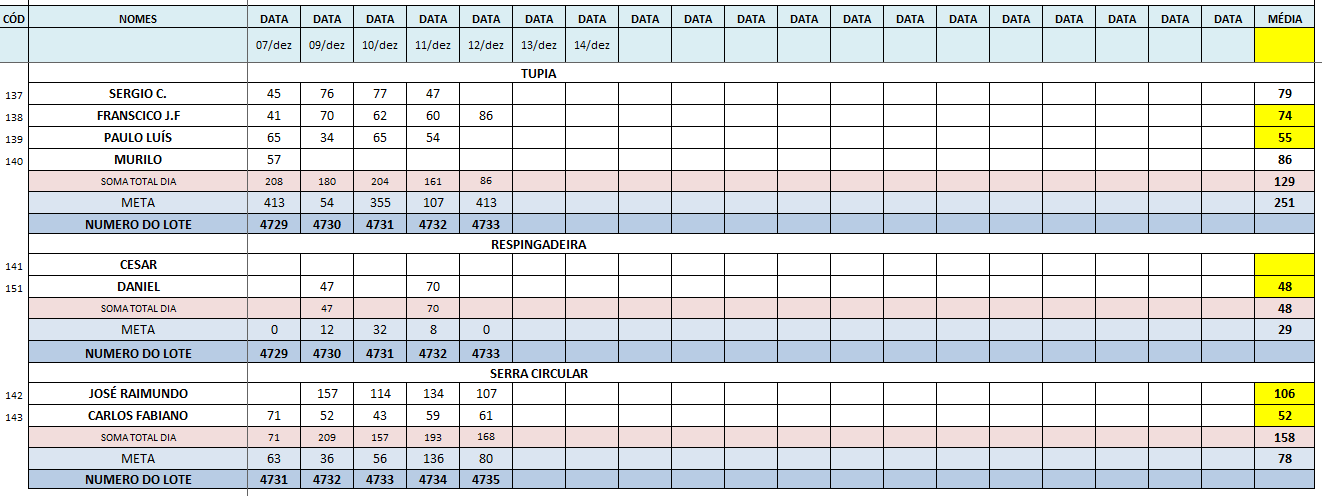 CÓD NOMES DATA DATA DATA DATA DATA DATA DATA DATA DATA DATA DATA DATA DATA DATA DATA DATA DATA DATA DATA MÉDIA
07/dez 09/dez 10/dez 11/dez 12/dez 13/dez 14/dez
TUPIA
137 SERGIO C. 45 76 77 47 79
138 FRANSCICO J.F 41 70 62 60 86 74
139 PAULO LUÍS 65 34 65 54 55
140 MURILO 57 86
SOMA TOTAL DIA 208 180 204 161 86 129
META 413 54 355 107 413 251
NUMERO DO LOTE 4729 4730 4731 4732 4733
RESPINGADEIRA
141 CESAR
151 DANIEL 47 70 48
SOMA TOTAL DIA 47 70 48
META 0 12 32 8 0 29
NUMERO DO LOTE 4729 4730 4731 4732 4733
SERRA CIRCULAR
142 JOSÉ RAIMUNDO 157 114 134 107 106
143 CARLOS FABIANO 71 52 43 59 61 52
SOMA TOTAL DIA 71 209 157 193 168 158
META 63 36 56 136 80 78
NUMERO DO LOTE 4731 4732 4733 4734 4735